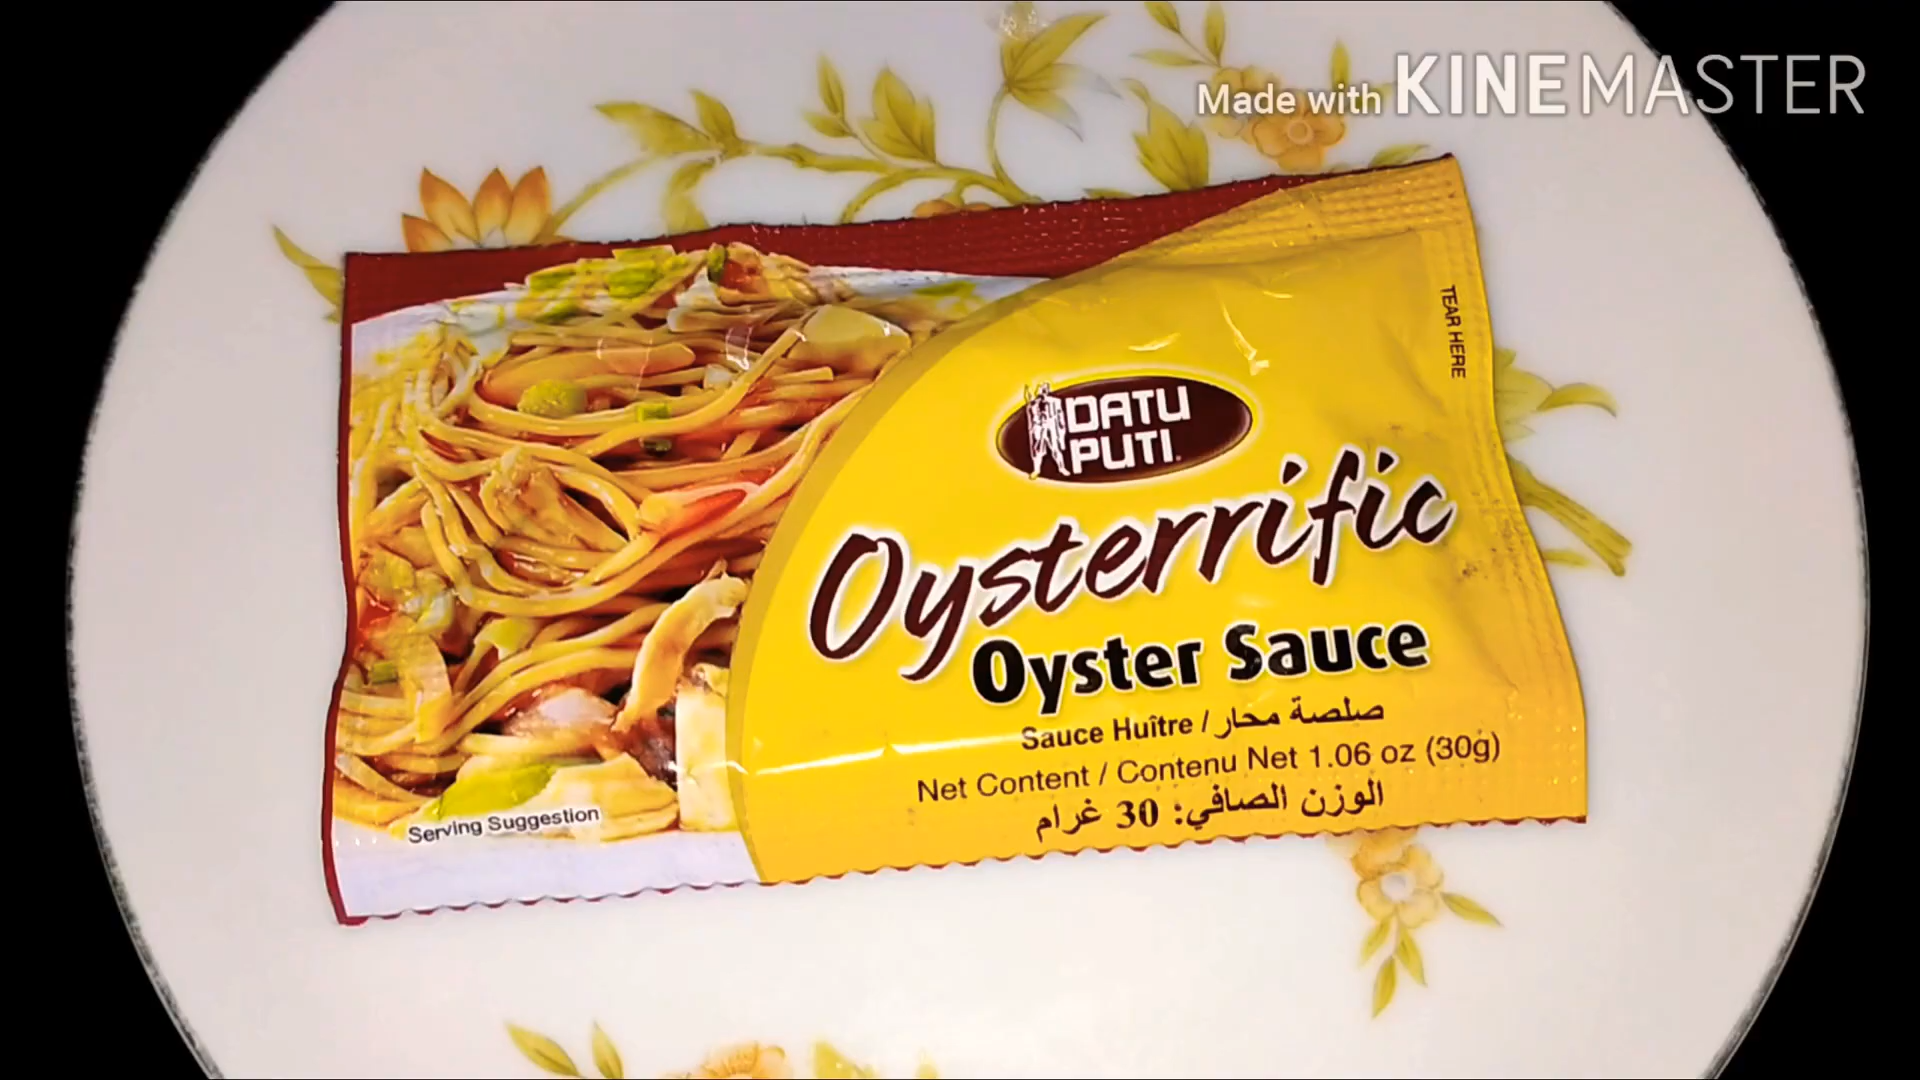 Made with KINEMASTER
TEAR HERE
DATU
PUTI
Oysterrific
Oyster Sauce
Sauce Huître / صلصة محار
Net Content / Contenu Net 1.06 oz (30g)
الوزن الصافي: 30 غرام
Serving Suggestion